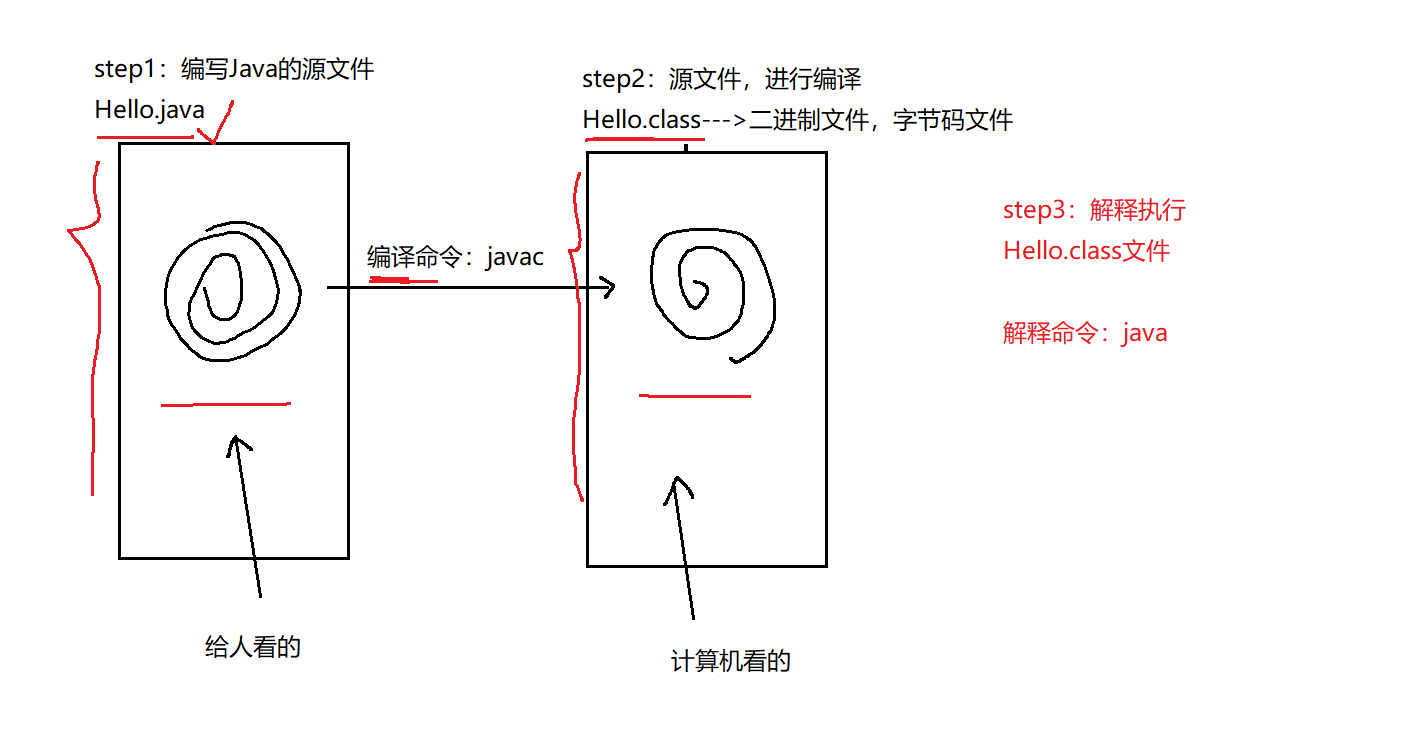 step1：编写Java的源文件
Hello.java
step2：源文件，进行编译
Hello.class--->二进制文件，字节码文件
编译命令：javac
step3：解释执行
Hello.class文件
解释命令：java
给人看的
计算机看的